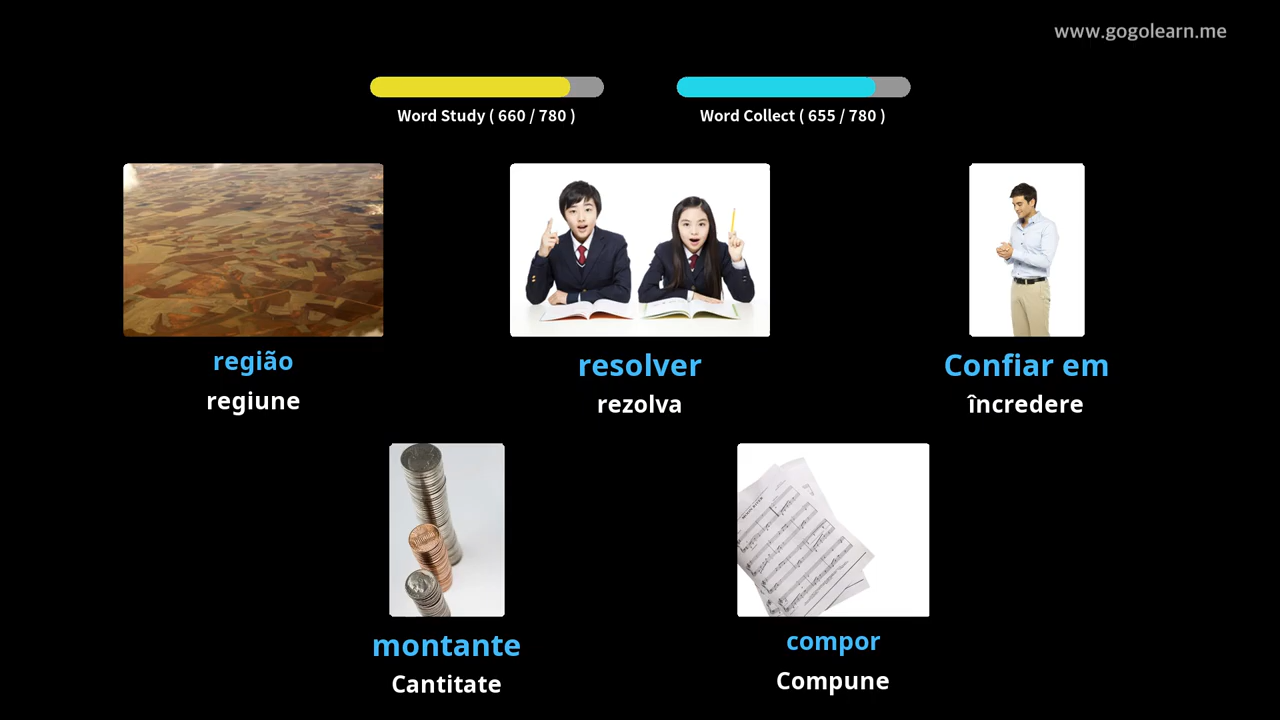 www.gogolearn.me
Word Study ( 660 / 780 )
Word Collect ( 655 / 780 )
região
regiune
resolver
rezolva
Confiar em
încredere
montante
Cantitate
compor
Compune